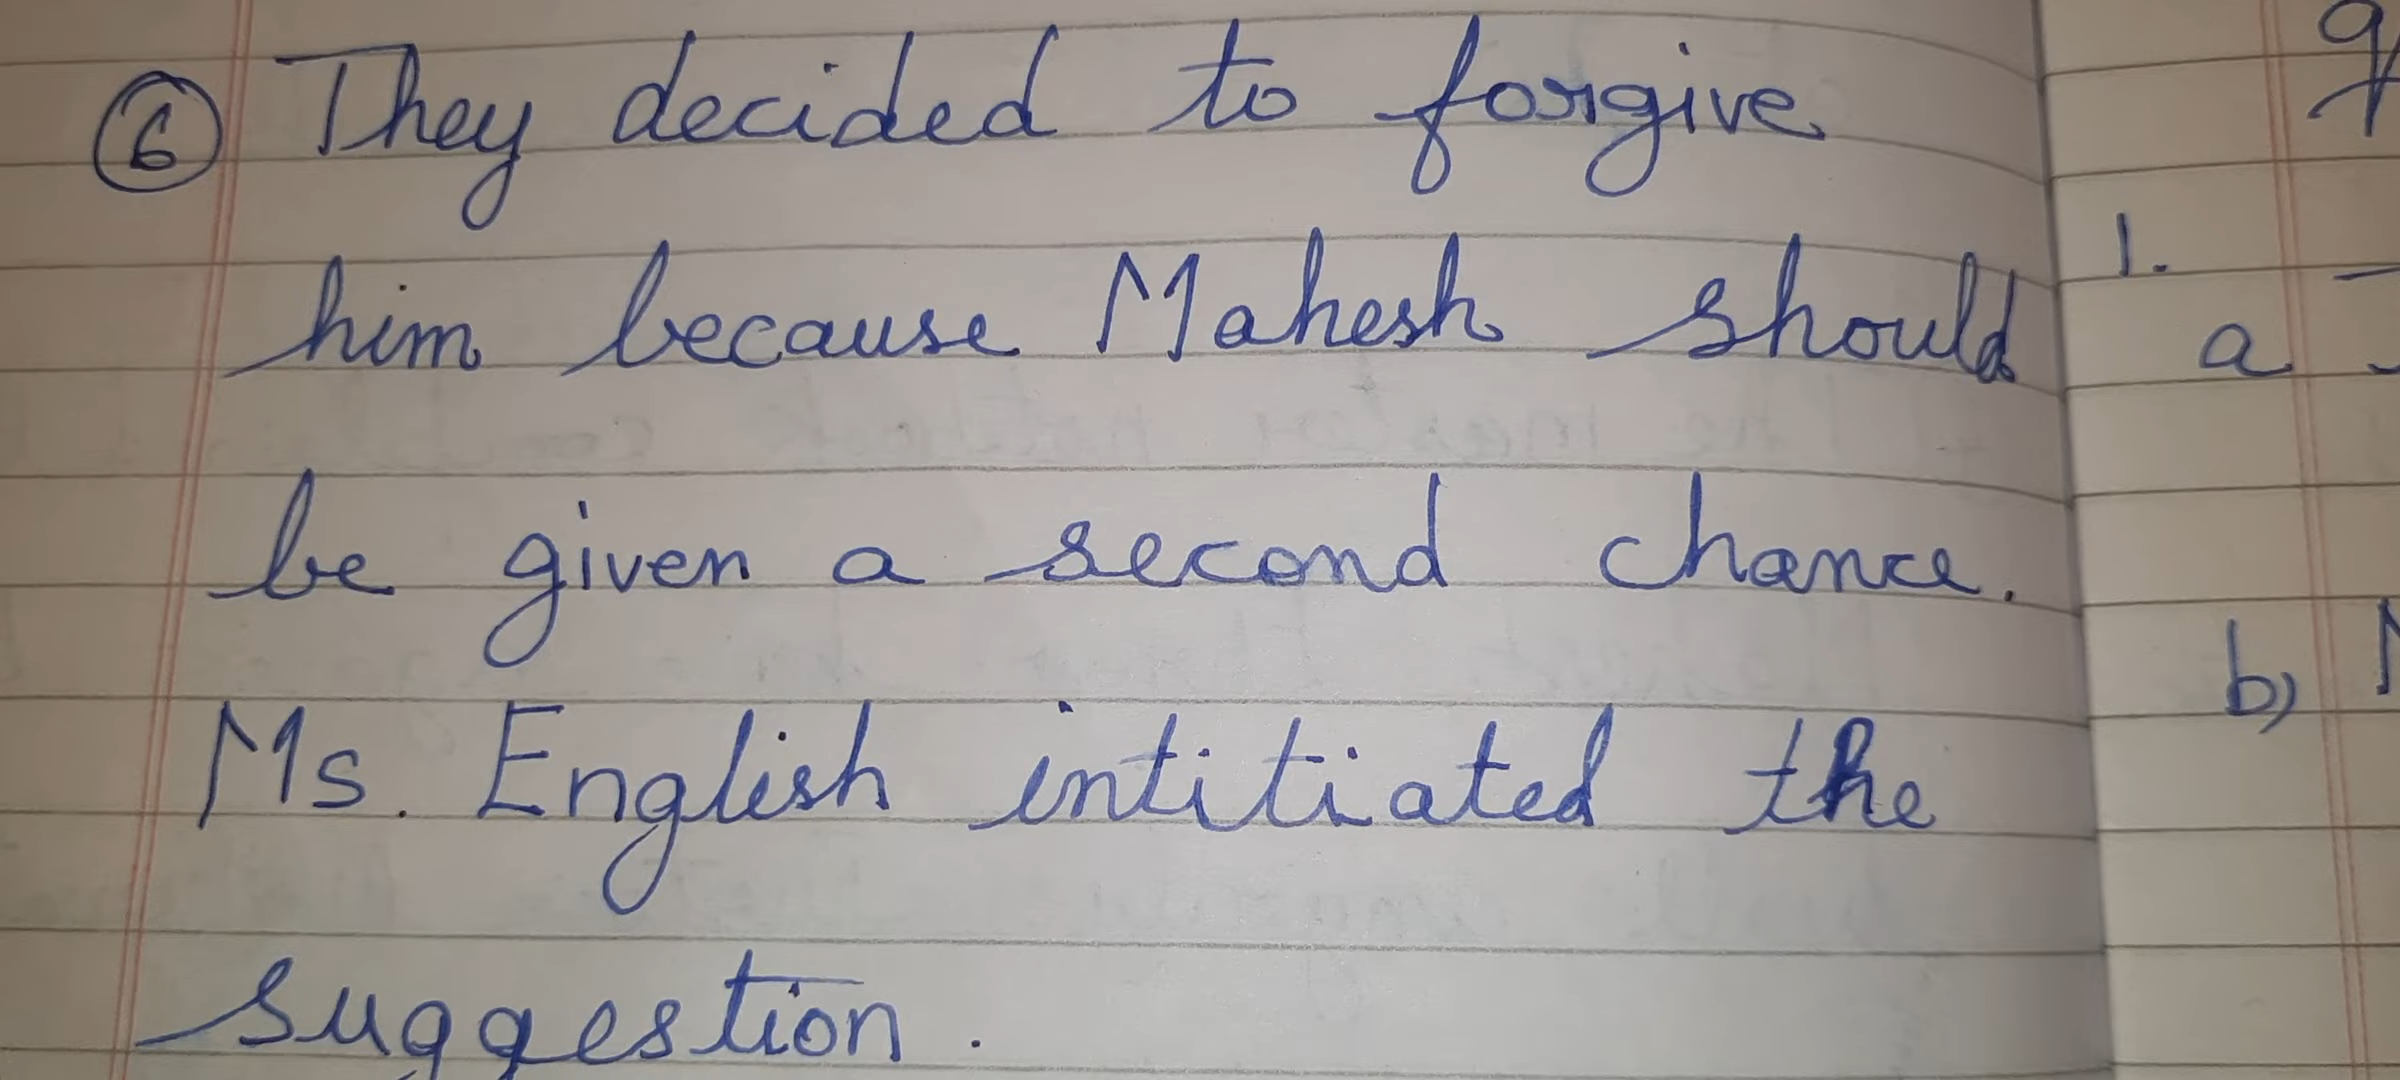 6 They decided to forgive
him because Mahesh should
be given a second chance.
Ms. English intitiated the
suggestion.
1.
a
b)